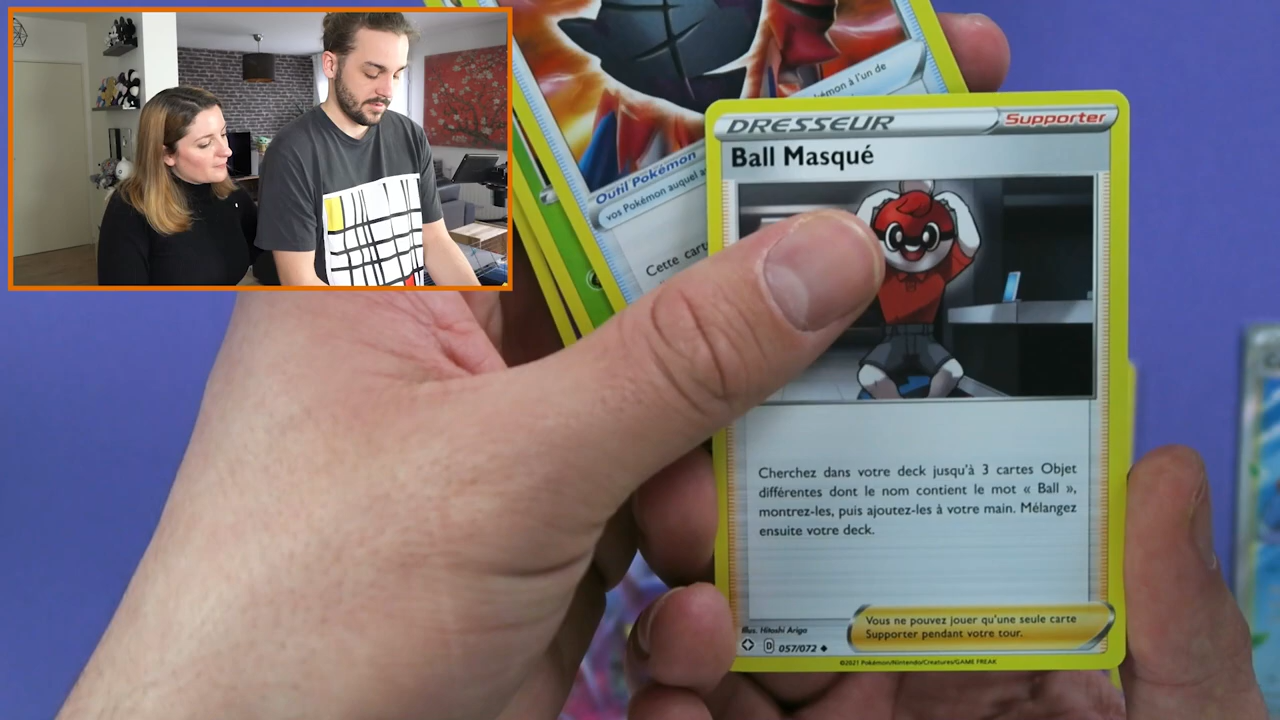 émon à l'un de
Outil Pokémon
vos Pokémon auquel
Cette
DRESSEUR
Supporter
Ball Masqué
Cherchez dans votre deck jusqu'à 3 cartes Objet
différentes dont le nom contient le mot « Ball »,
montrez-les, puis ajoutez-les à votre main. Mélangez
ensuite votre deck.
Vous ne pouvez jouer qu'une seule carte
Supporter pendant votre tour.
Illus. Hitoshi Ariga
D 057/072
©2021 Pokémon/Nintendo/Creatures/GAME FREAK